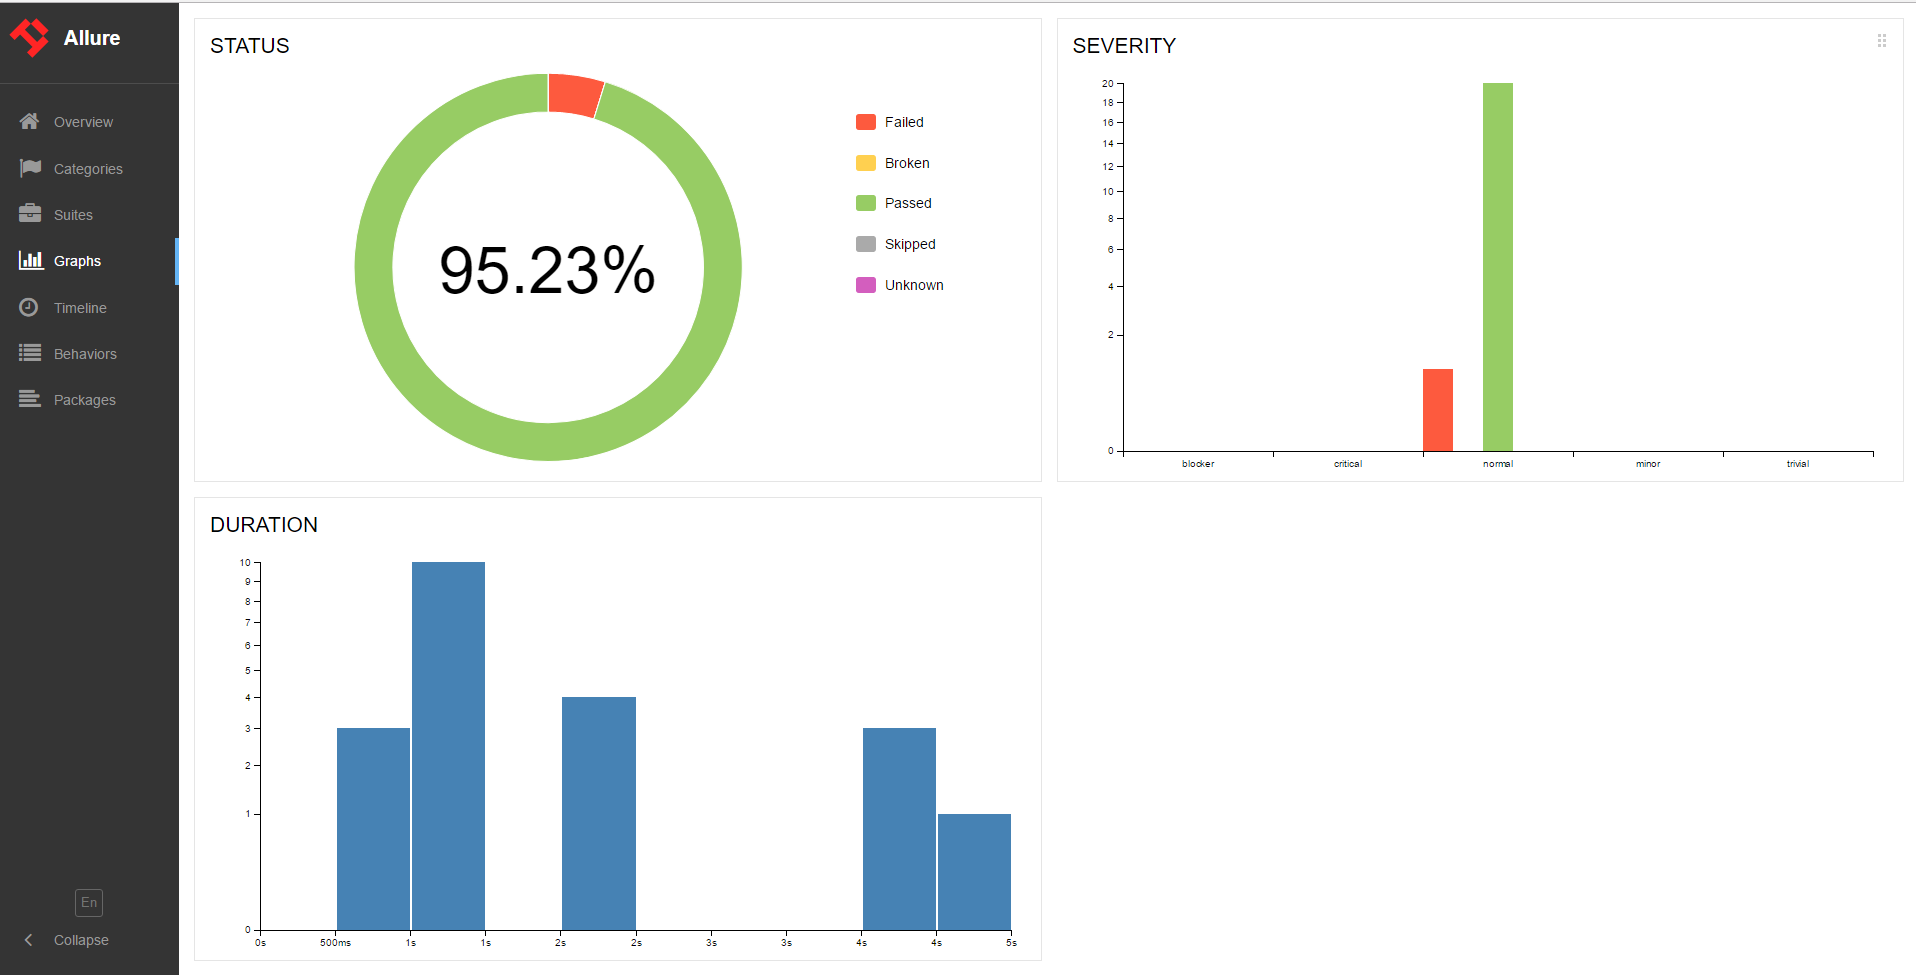 Allure
Overview
Categories
Suites
Graphs
Timeline
Behaviors
Packages
En
Collapse
STATUS
95.23%
Failed
Broken
Passed
Skipped
Unknown
SEVERITY
20
18
16
14
12
10
8
6
4
2
0
blocker critical normal minor trivial
DURATION
10
9
8
7
6
5
4
3
2
1
0
0s 500ms 1s 1s 2s 2s 3s 3s 4s 4s 5s